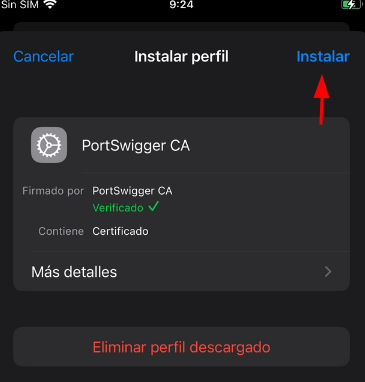 Sin SIM 9:24
Cancelar Instalar perfil Instalar
PortSwigger CA
Firmado por PortSwigger CA
Verificado
Contiene Certificado
Más detalles
Eliminar perfil descargado